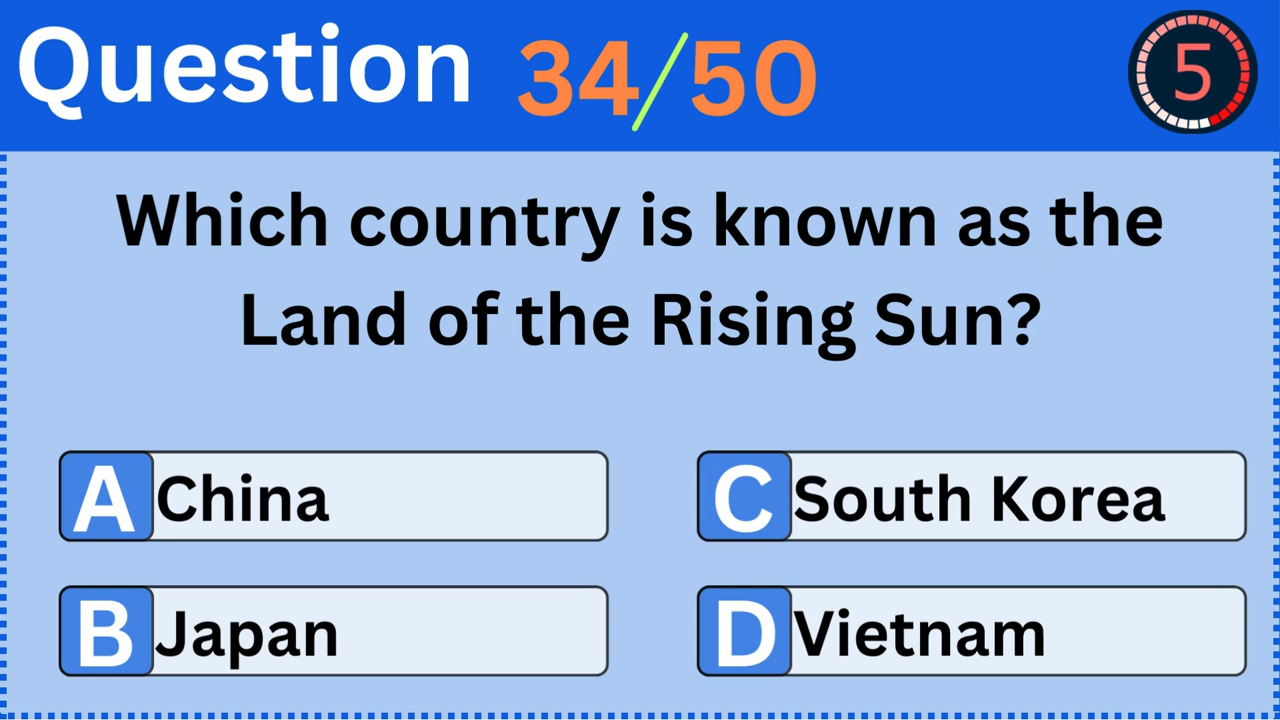 Question 34/50
5
Which country is known as the
Land of the Rising Sun?
A China
B Japan
C South Korea
D Vietnam